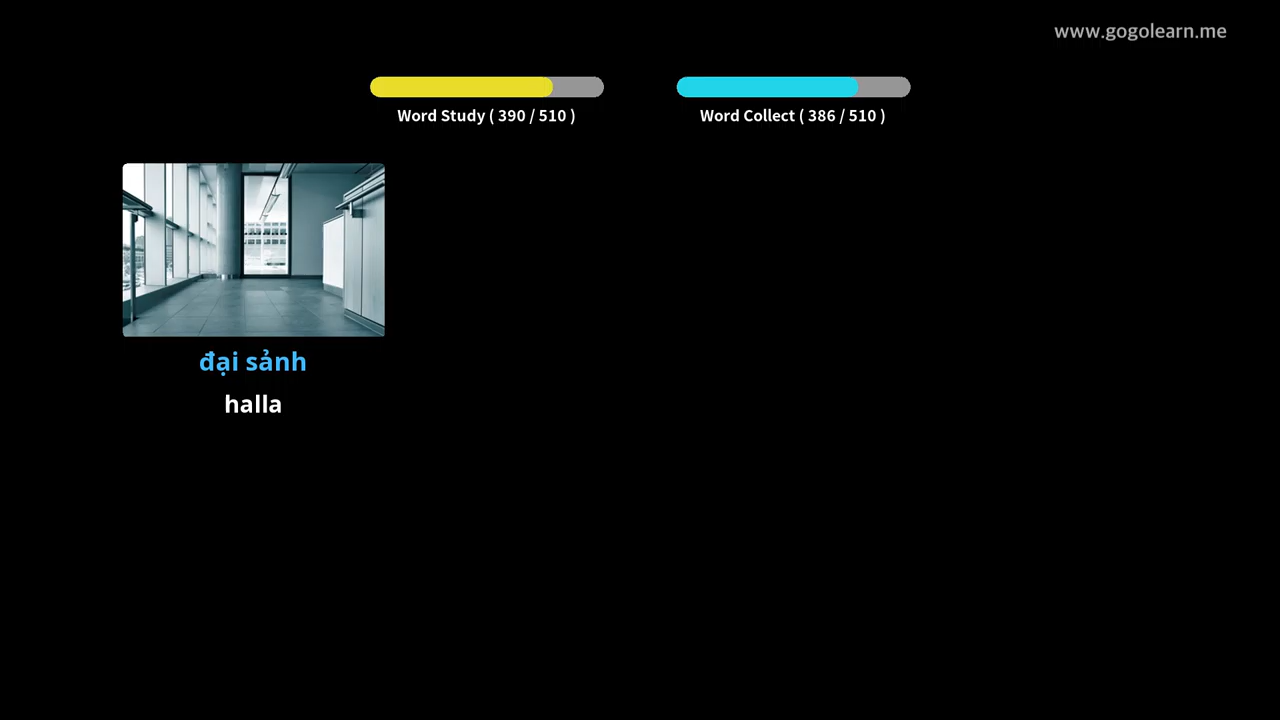 www.gogolearn.me
Word Study ( 390 / 510 )
Word Collect ( 386 / 510 )
đại sảnh
halla